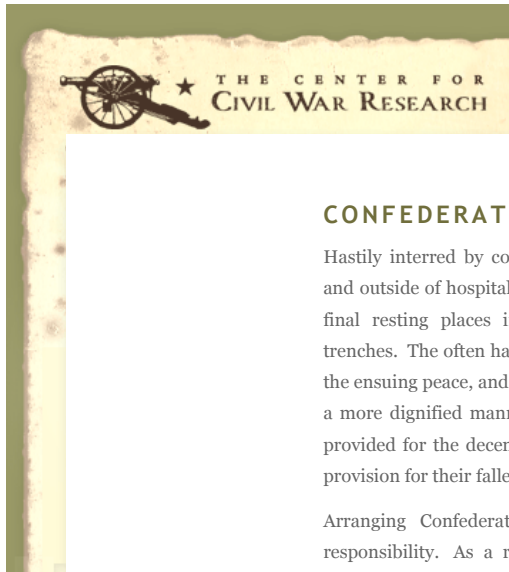 THE CENTER FOR
CIVIL WAR RESEARCH
CONFEDERAT
Hastily interred by co
and outside of hospital
final resting places i
trenches. The often ha
the ensuing peace, and
a more dignified mann
provided for the decen
provision for their falle
Arranging Confederat
responsibility. As a r